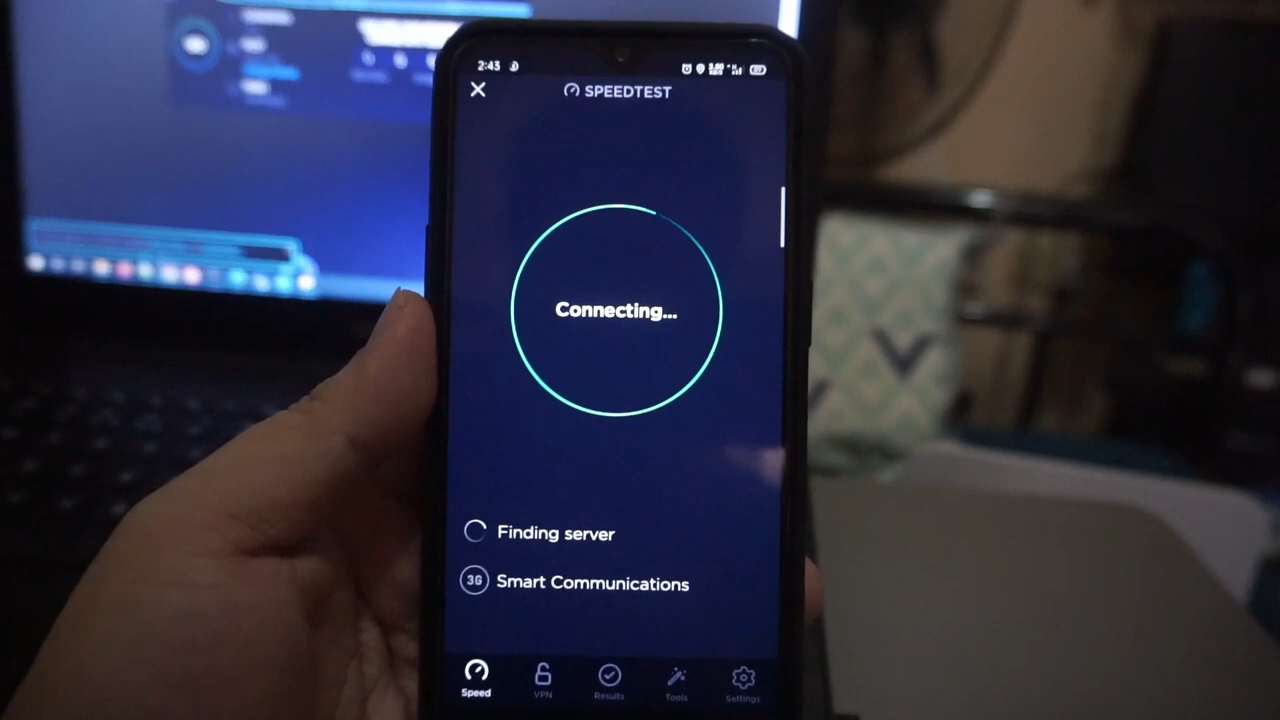 2:43
SPEEDTEST
Connecting...
Finding server
3G Smart Communications
Speed VPN Results Tools Settings